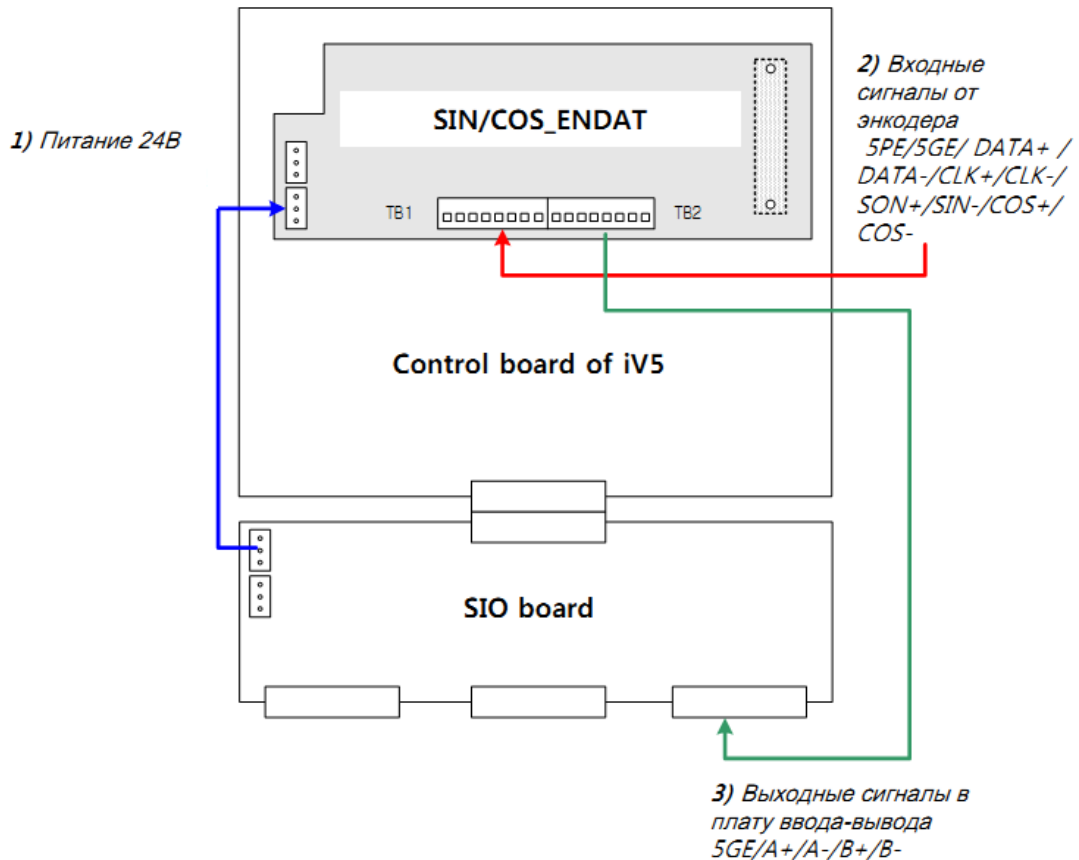 SIN/COS_ENDAT
1) Питание 24В
TB1
TB2
2) Входные
сигналы от
энкодера
5PE/5GE/ DATA+ /
DATA-/CLK+/CLK-/
SON+/SIN-/COS+/
COS-
Control board of iV5
SIO board
3) Выходные сигналы в
плату ввода-вывода
5GE/A+/A-/B+/B-